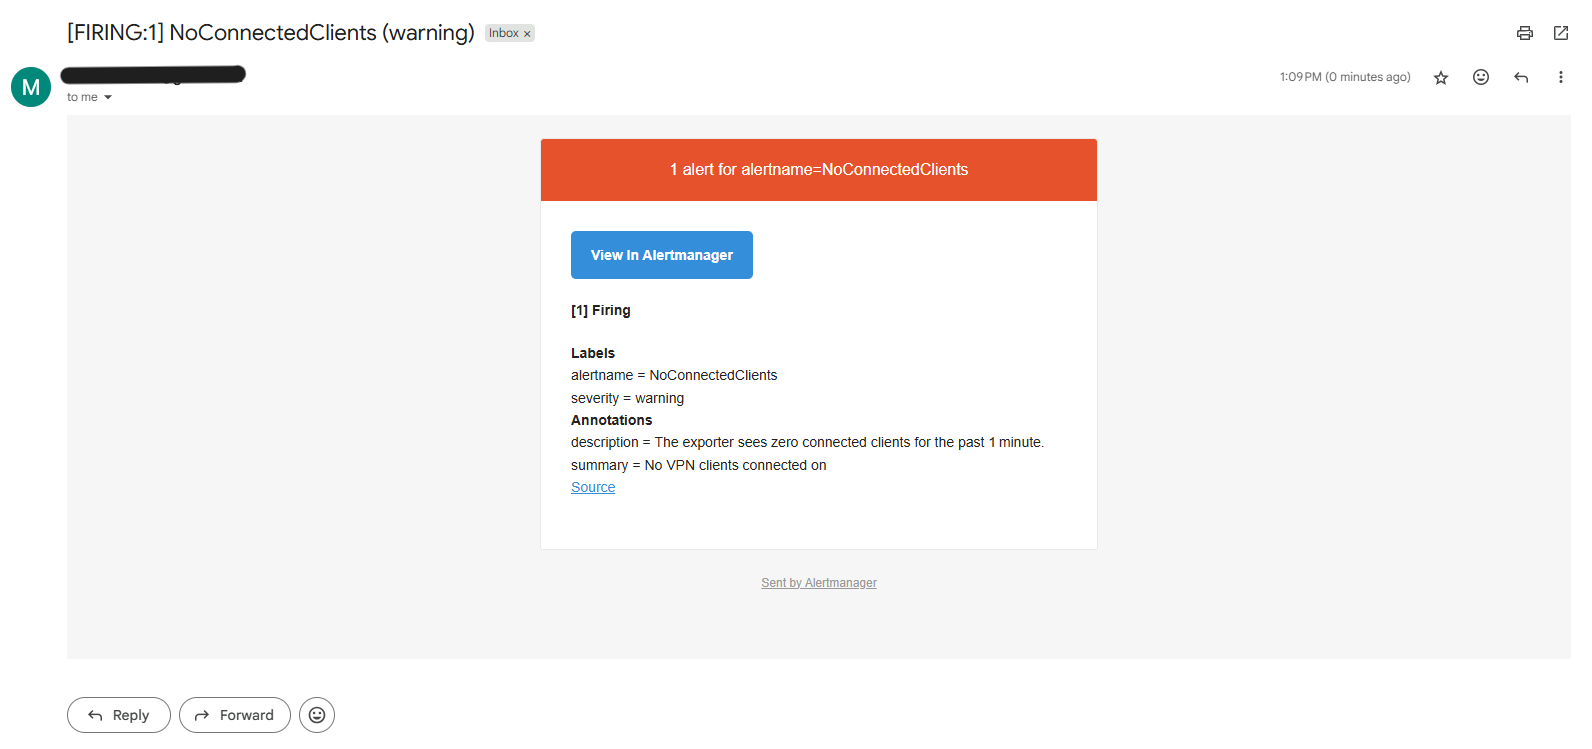 [FIRING:1] NoConnectedClients (warning) Inbox ×
M
1:09 PM (0 minutes ago)
to me
1 alert for alertname=NoConnectedClients
View In Alertmanager
[1] Firing
Labels
alertname = NoConnectedClients
severity = warning
Annotations
description = The exporter sees zero connected clients for the past 1 minute.
summary = No VPN clients connected on
Source
Sent by Alertmanager
Reply
Forward